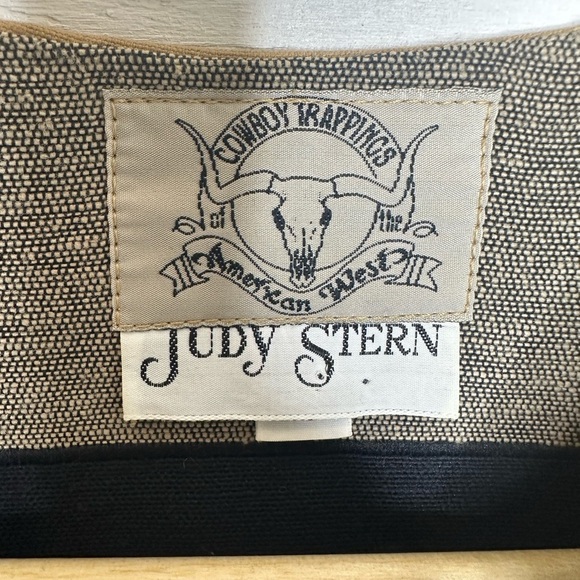 COWBOY TRAPPINGS
of the
American West
JUDY STERN